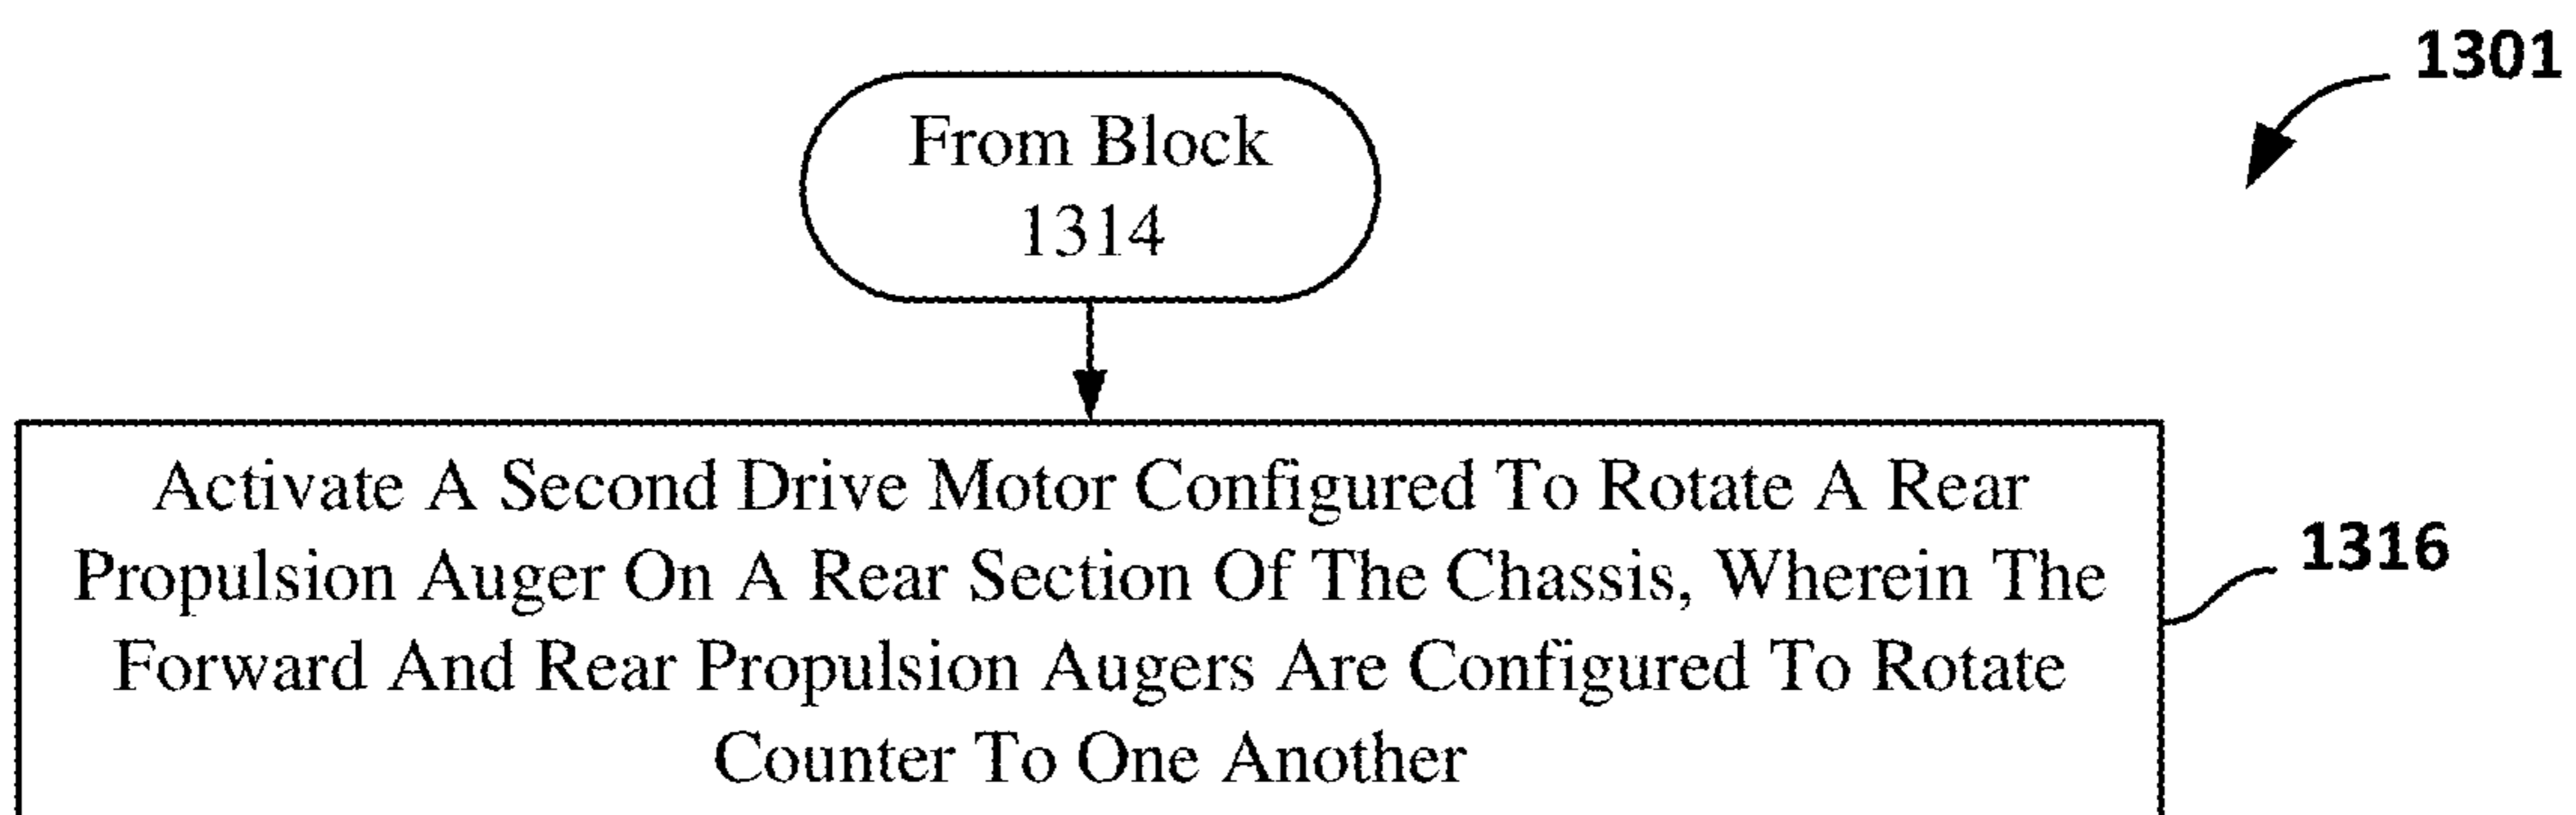 1301
From Block
1314
Activate A Second Drive Motor Configured To Rotate A Rear
Propulsion Auger On A Rear Section Of The Chassis, Wherein The
Forward And Rear Propulsion Augers Are Configured To Rotate
Counter To One Another
1316